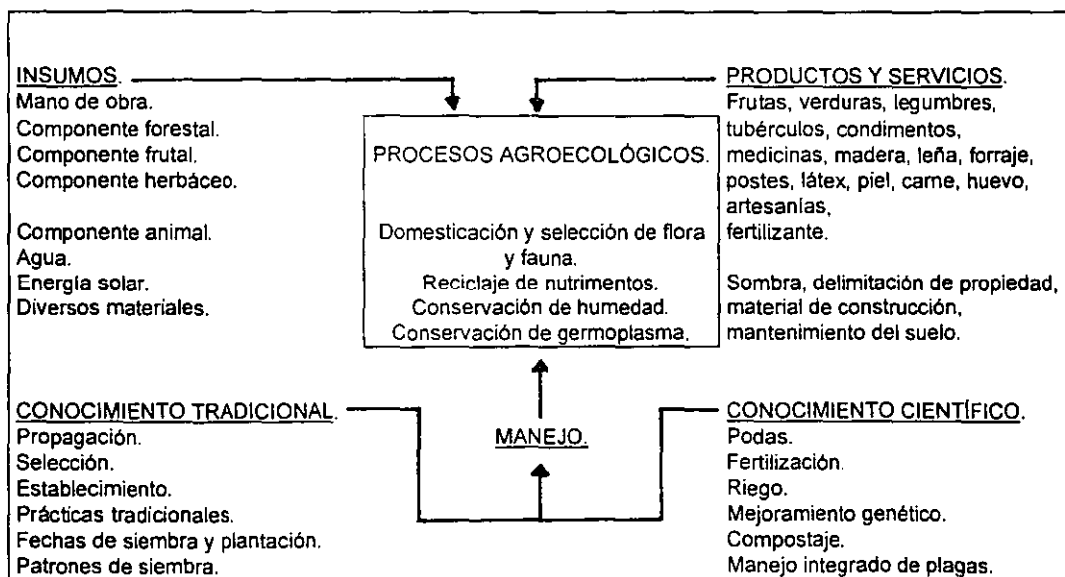 INSUMOS.
Mano de obra.
Componente forestal.
Componente frutal.
Componente herbáceo.
Componente animal.
Agua.
Energía solar.
Diversos materiales.
PROCESOS AGROECOLÓGICOS.
Domesticación y selección de flora
y fauna.
Reciclaje de nutrimentos.
Conservación de humedad.
Conservación de germoplasma.
PRODUCTOS Y SERVICIOS.
Frutas, verduras, legumbres,
tubérculos, condimentos,
medicinas, madera, leña, forraje,
postes, látex, piel, carne, huevo,
artesanías,
fertilizante.
Sombra, delimitación de propiedad,
material de construcción,
mantenimiento del suelo.
CONOCIMIENTO TRADICIONAL.
Propagación.
Selección.
Establecimiento.
Prácticas tradicionales.
Fechas de siembra y plantación.
Patrones de siembra.
MANEJO.
CONOCIMIENTO CIENTÍFICO.
Podas.
Fertilización.
Riego.
Mejoramiento genético.
Compostaje.
Manejo integrado de plagas.